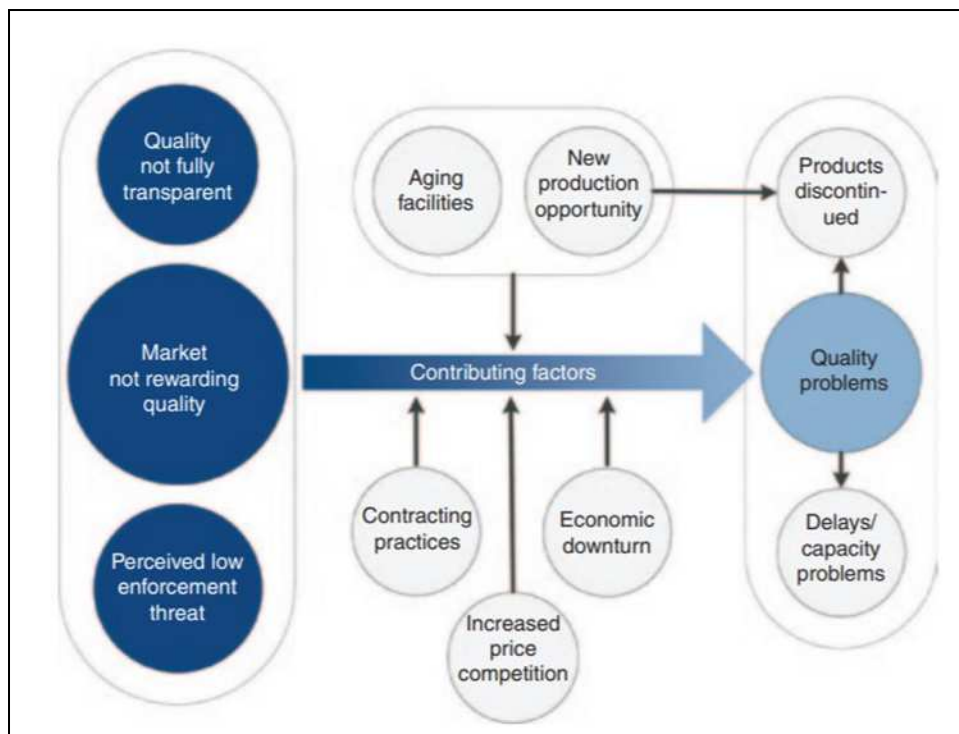 Quality
not fully
transparent
Market
not rewarding
quality
Perceived low
enforcement
threat
Aging
facilities
New
production
opportunity
Contributing factors
Contracting
practices
Increased
price
competition
Economic
downturn
Products
discontin-
ued
Quality
problems
Delays/
capacity
problems